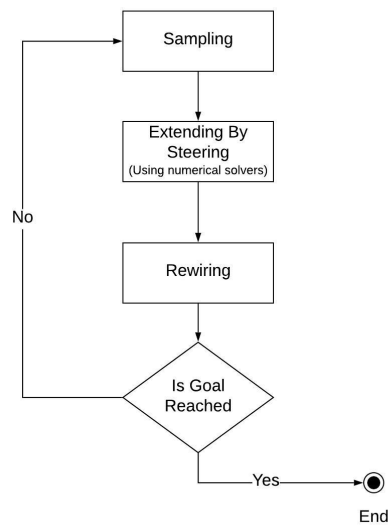 Sampling
Extending By
Steering
(Using numerical solvers)
No
Rewiring
Is Goal
Reached
Yes
End